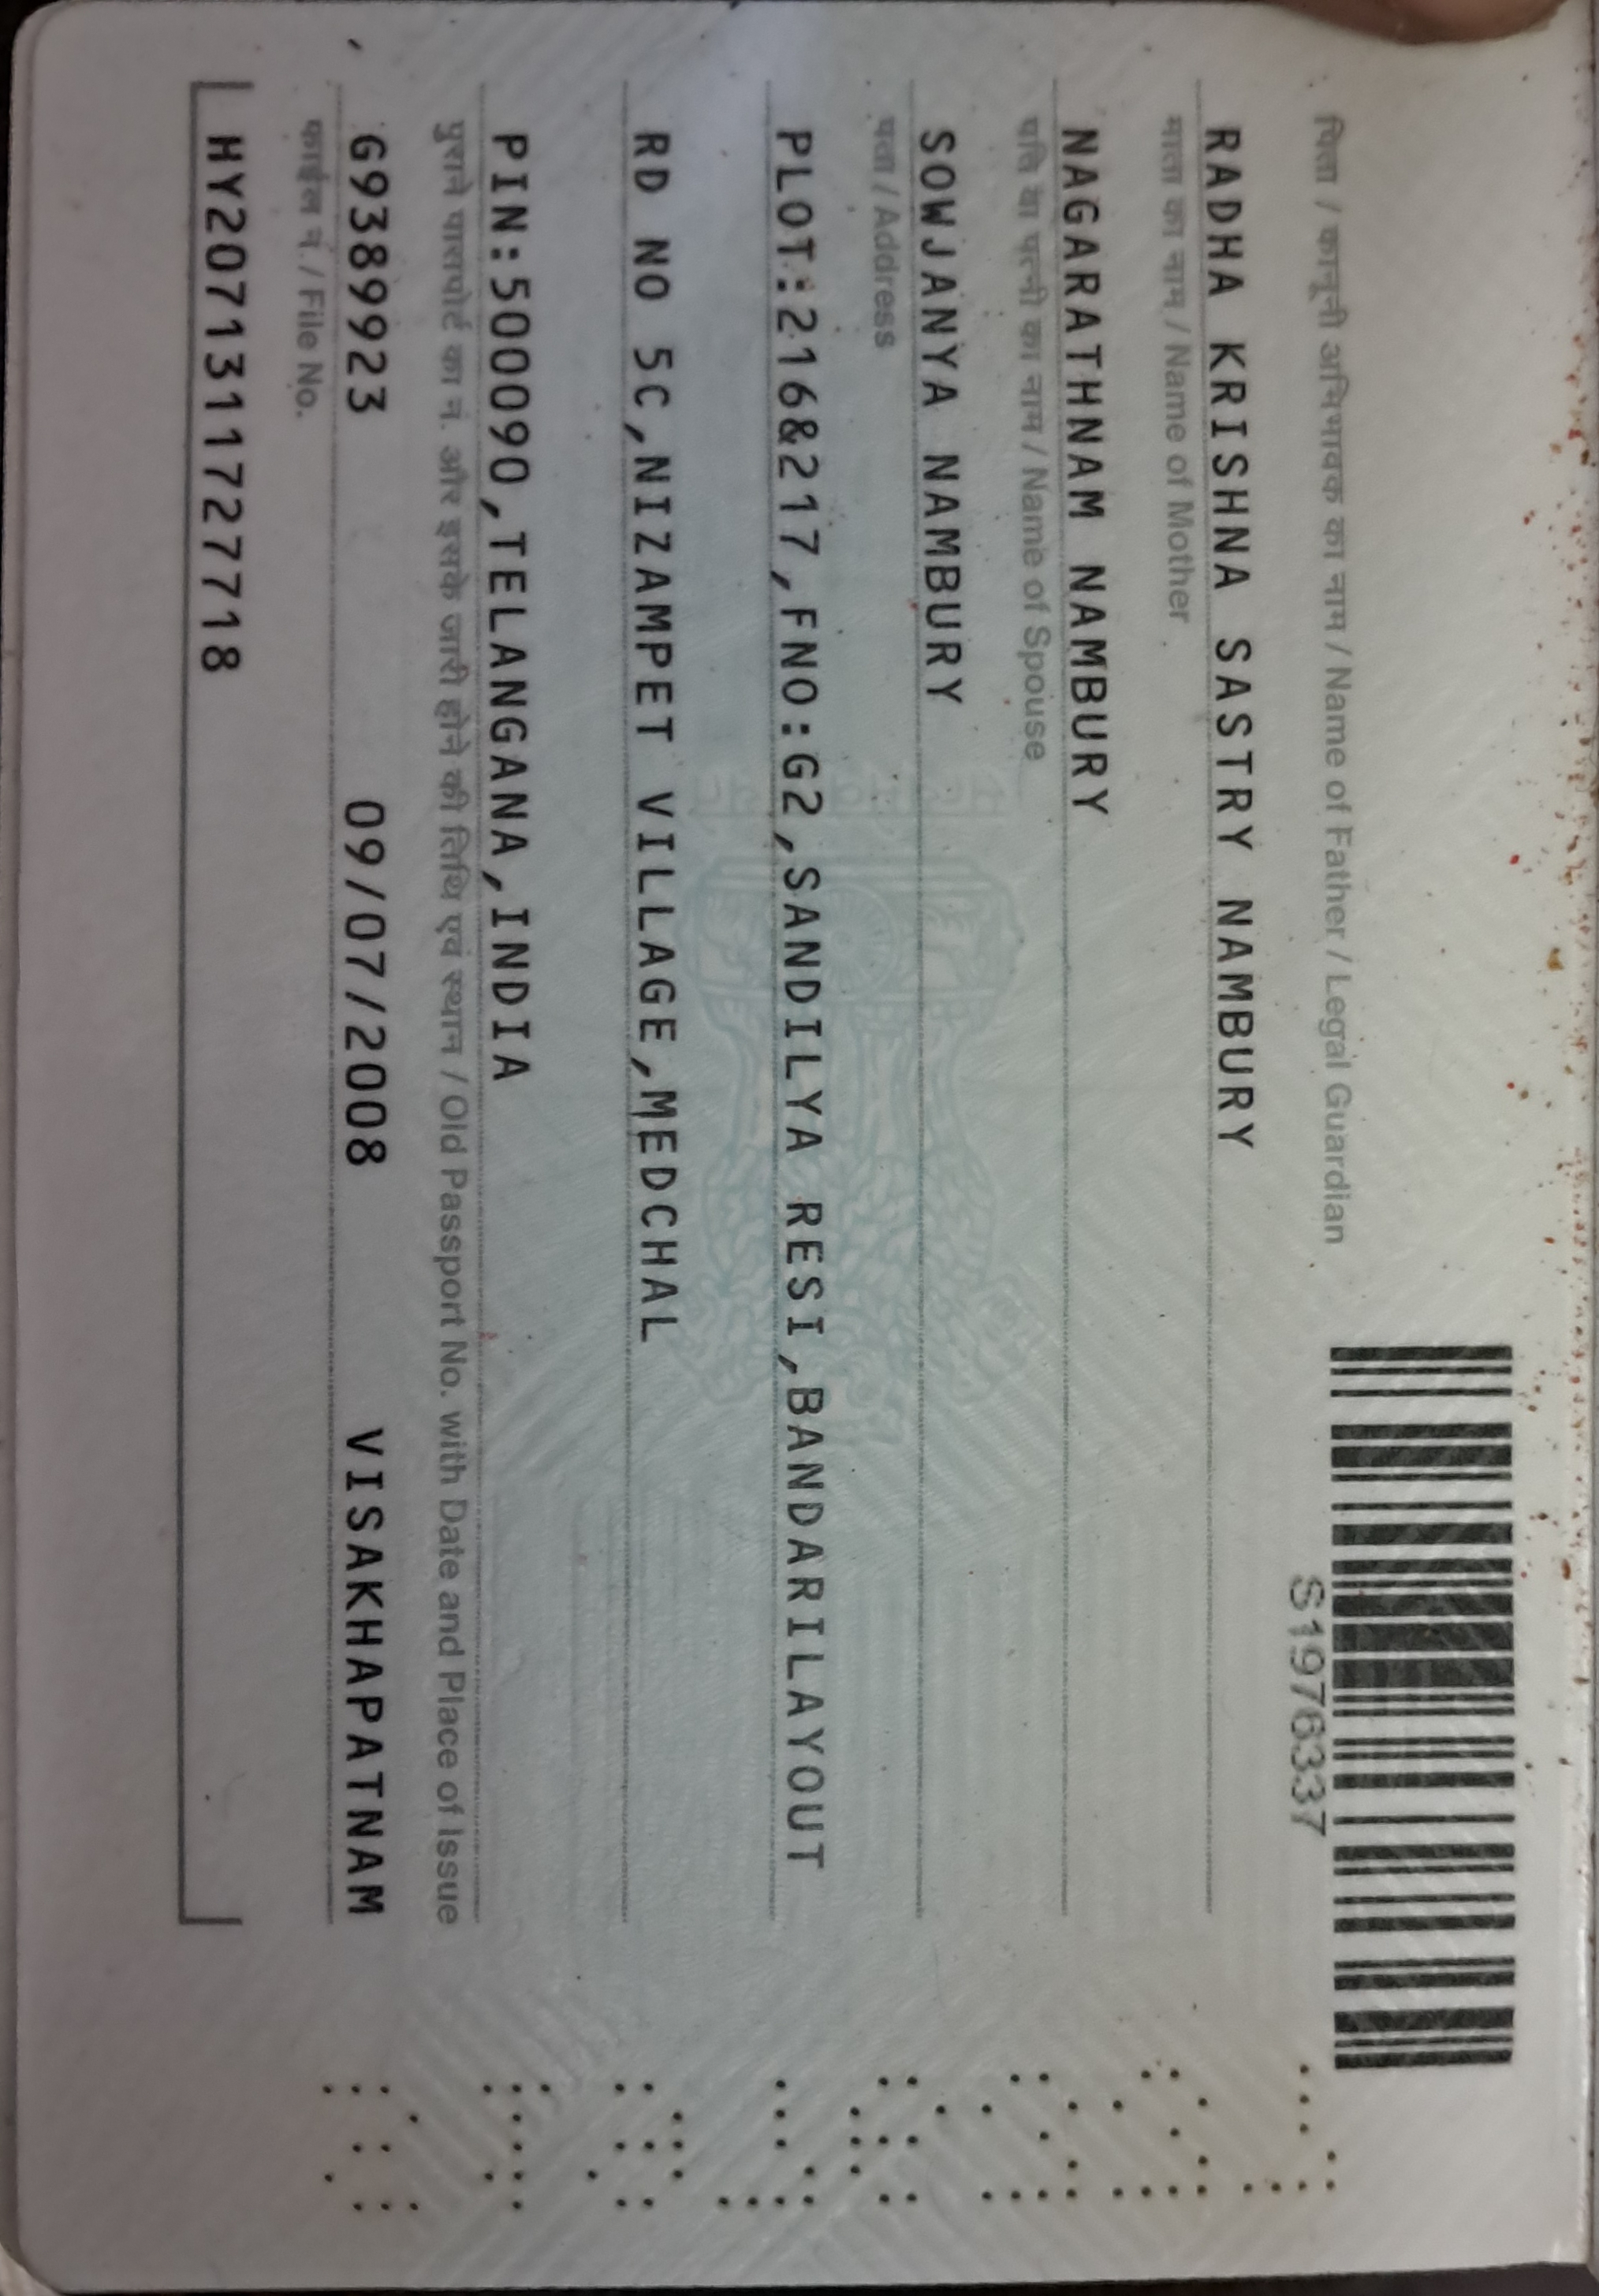 S1976337
पिता / कानूनी अभिभावक का नाम / Name of Father / Legal Guardian
RADHA KRISHNA SASTRY NAMBURY
माता का नाम / Name of Mother
NAGARATHNAM NAMBURY
पति या पत्नी का नाम / Name of Spouse
SOWJANYA NAMBURY
पता / Address
PLOT:216&217,FNO:G2,SANDILYA RESI,BANDARILAYOUT
RD NO 5C,NIZAMPET VILLAGE,MEDCHAL
PIN:500090,TELANGANA,INDIA
पुराने पासपोर्ट का नं. और इसके जारी होने की तिथि एवं स्थान / Old Passport No. with Date and Place of Issue
G9389923 09/07/2008 VISAKHAPATNAM
फाईल नं. / File No.
HY2071311727718